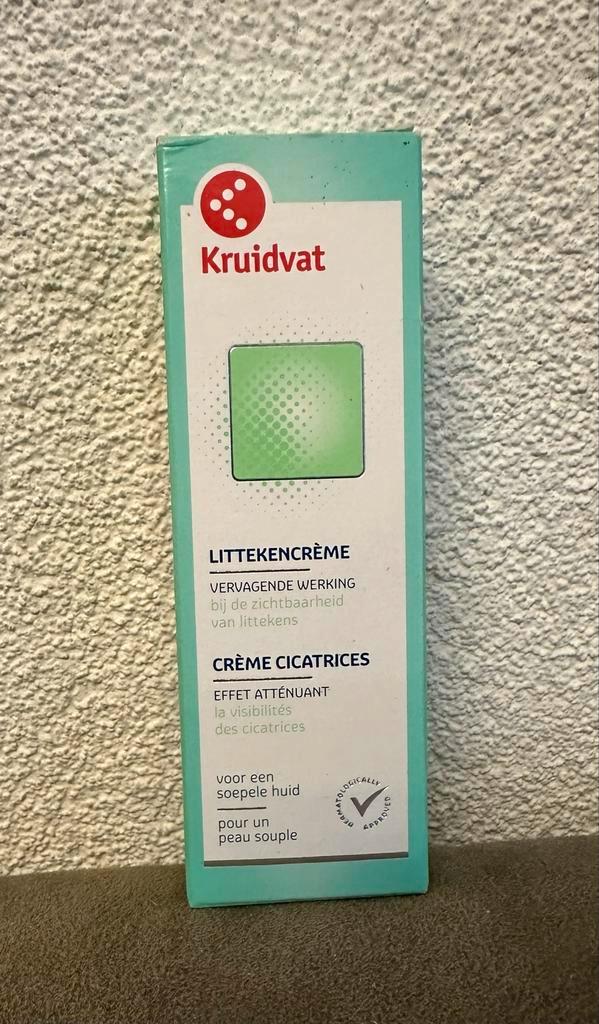 Kruidvat
LITTEKENCRÈME
VERVAGENDE WERKING
bij de zichtbaarheid
van littekens
CRÈME CICATRICES
EFFET ATTÉNUANT
la visibilités
des cicatrices
voor een
soepele huid
pour un
peau souple
DERMATOLOGICALLY
APPROVED